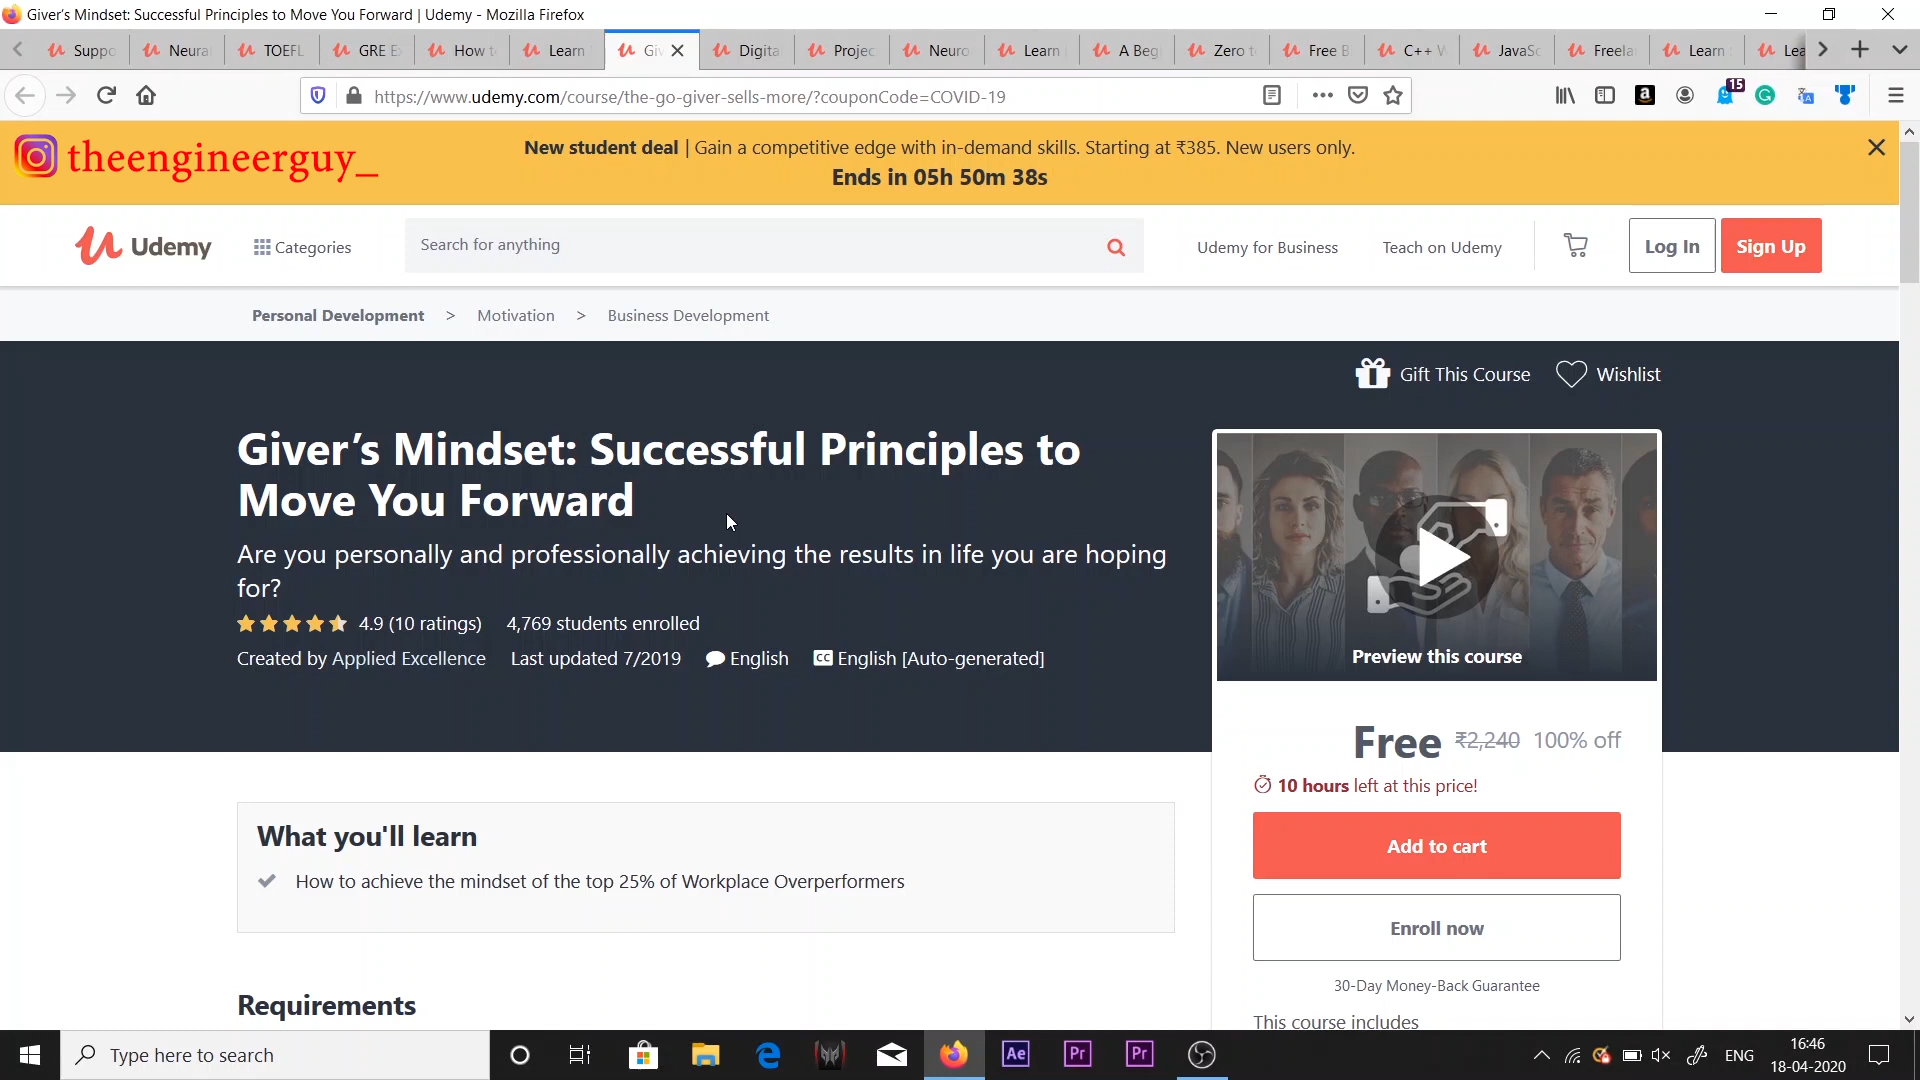 Giver's Mindset: Successful Principles to Move You Forward | Udemy - Mozilla Firefox
Suppo
Neura
TOEFL
GRE E
How t
Learn
Giv
Digita
Projec
Neuro
Learn
A Beg
Zero t
Free B
C++ W
JavaSc
Freela
Learn
Lea
https://www.udemy.com/course/the-go-giver-sells-more/?couponCode=COVID-19
15
theengineerguy_
New student deal | Gain a competitive edge with in-demand skills. Starting at ₹385. New users only.
Ends in 05h 50m 38s
Udemy
Categories
Search for anything
Udemy for Business
Teach on Udemy
Log In
Sign Up
Personal Development > Motivation > Business Development
Gift This Course
Wishlist
Giver's Mindset: Successful Principles to
Move You Forward
Are you personally and professionally achieving the results in life you are hoping
for?
4.9 (10 ratings) 4,769 students enrolled
Created by Applied Excellence Last updated 7/2019 English CC English [Auto-generated]
Preview this course
Free ₹2,240 100% off
10 hours left at this price!
Add to cart
Enroll now
30-Day Money-Back Guarantee
This course includes
What you'll learn
How to achieve the mindset of the top 25% of Workplace Overperformers
Requirements
Type here to search
Ae
Pr
Pr
ENG
16:46
18-04-2020